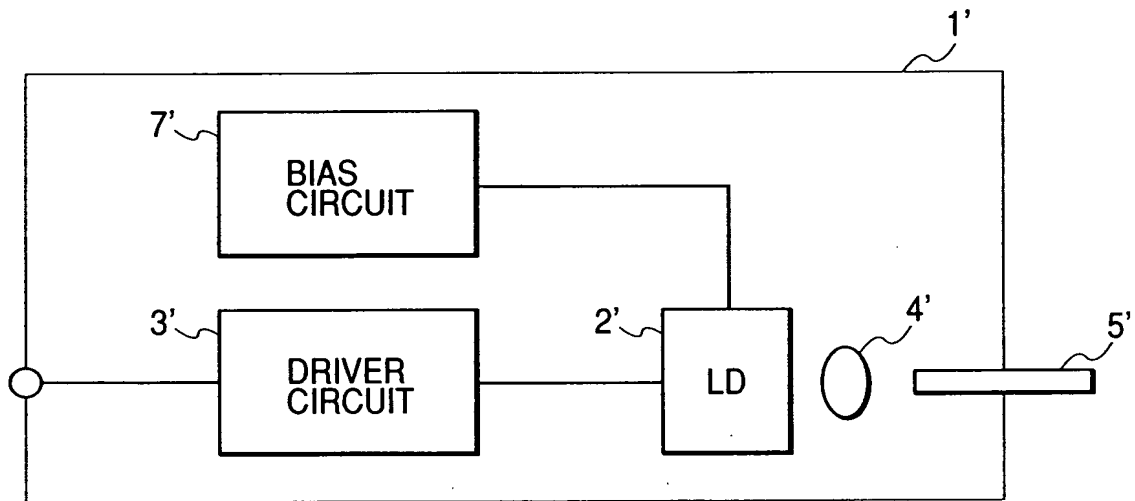 1'
7'
BIAS
CIRCUIT
3'
DRIVER
CIRCUIT
2'
LD
4'
5'